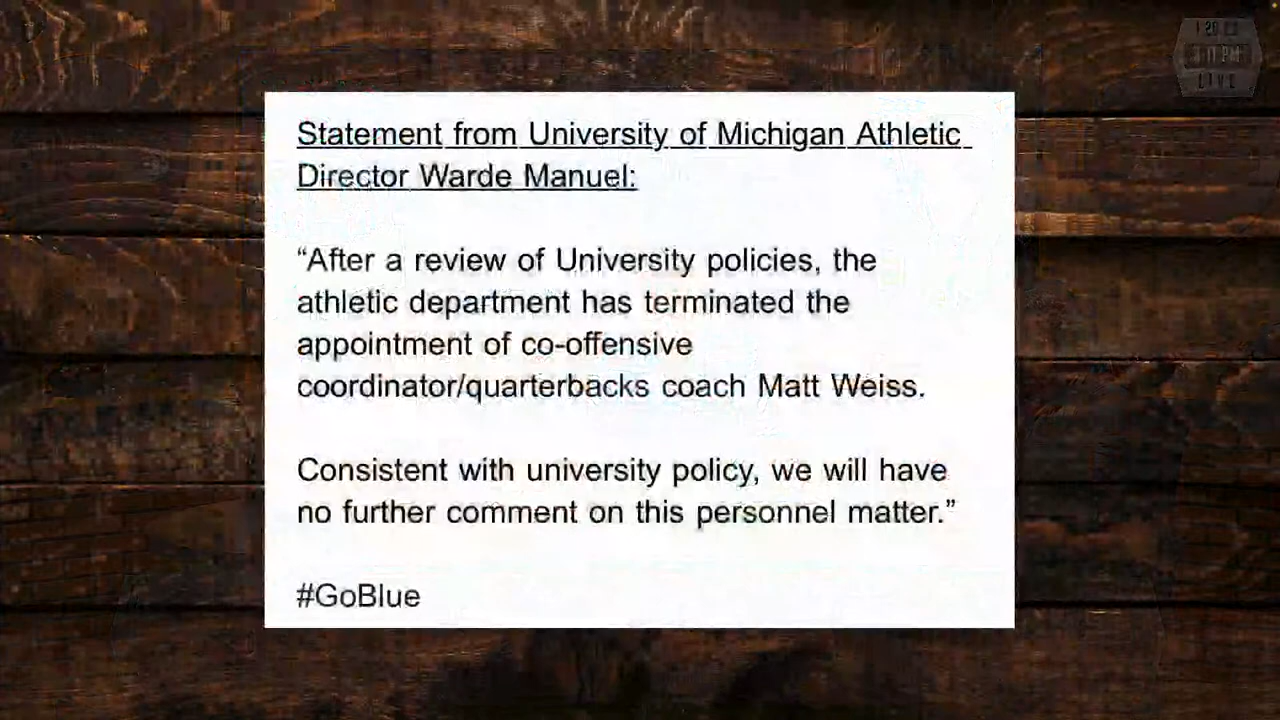 Statement from University of Michigan Athletic
Director Warde Manuel:
“After a review of University policies, the
athletic department has terminated the
appointment of co-offensive
coordinator/quarterbacks coach Matt Weiss.
Consistent with university policy, we will have
no further comment on this personnel matter.”
#GoBlue
LIVE